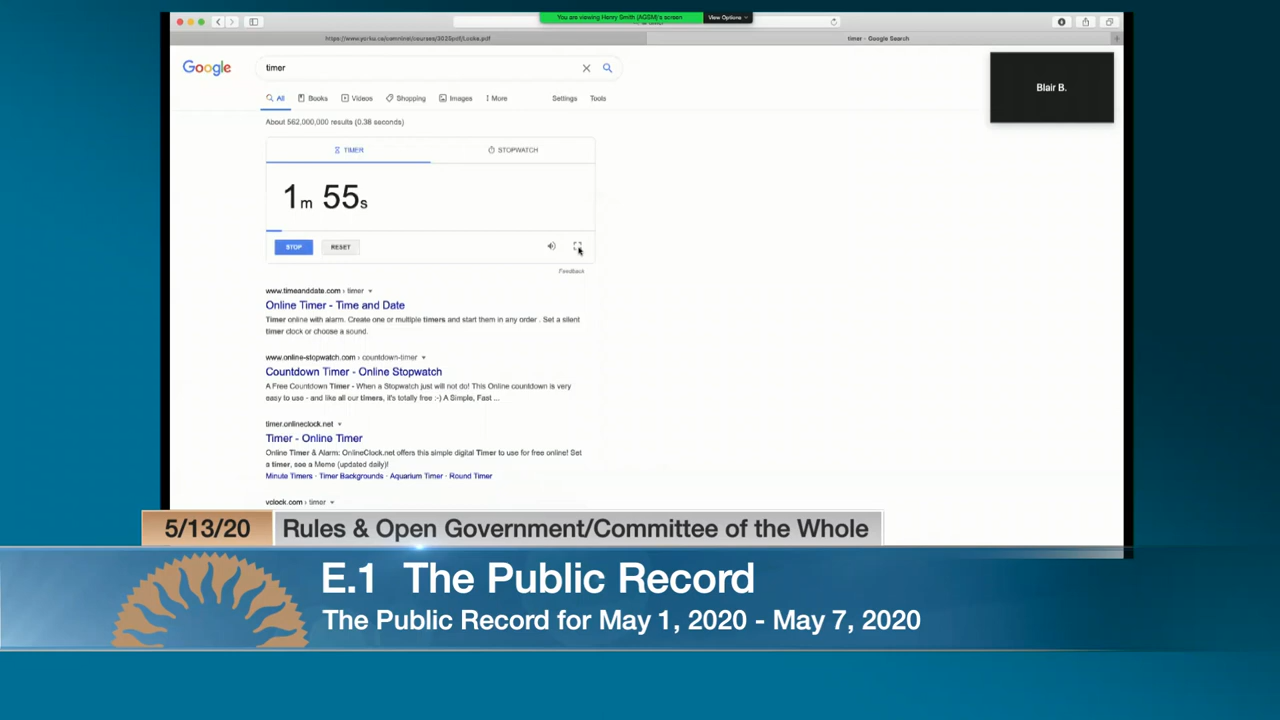 You are viewing Henry Smith (AGSM)'s screen
View Options
timer - Google Search
Google
timer
Blair B.
All Books Videos Shopping Images More Settings Tools
About 562,000,000 results (0.36 seconds)
TIMER STOPWATCH
1m 55s
STOP RESET
Feedback
www.timeanddate.com › timer
Online Timer - Time and Date
Timer online with alarm. Create one or multiple timers and start them in any order . Set a silent
timer clock or choose a sound.
www.online-stopwatch.com › countdown-timer
Countdown Timer - Online Stopwatch
A Free Countdown Timer - When a Stopwatch just will not do! This Online countdown is very
easy to use - and like all our timers, it's totally free :-) A Simple, Fast ...
timer.onlineclock.net
Timer - Online Timer
Online Timer & Alarm: OnlineClock.net offers this simple digital Timer to use for free online! Set
a timer, see a Meme (updated daily)!
Minute Timers · Timer Backgrounds · Aquarium Timer · Round Timer
vclock.com › timer
5/13/20 Rules & Open Government/Committee of the Whole
E.1 The Public Record
The Public Record for May 1, 2020 - May 7, 2020